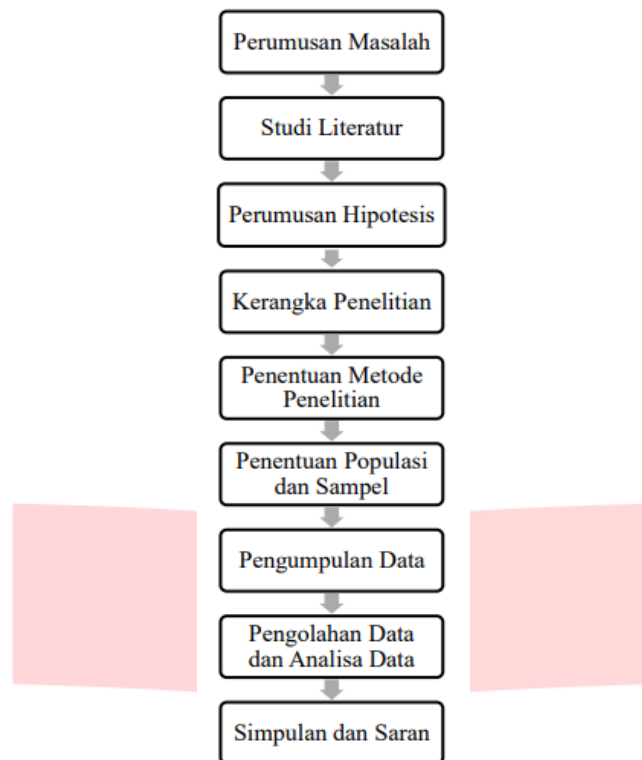 Perumusan Masalah
Studi Literatur
Perumusan Hipotesis
Kerangka Penelitian
Penentuan Metode
Penelitian
Penentuan Populasi
dan Sampel
Pengumpulan Data
Pengolahan Data
dan Analisa Data
Simpulan dan Saran